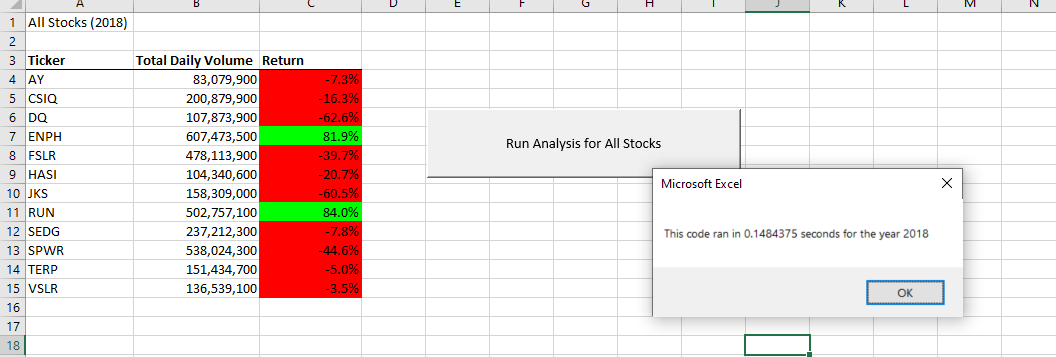 A B C D E F G H I J K L M N
1 All Stocks (2018)
2
3 Ticker Total Daily Volume Return
4 AY 83,079,900 -7.3%
5 CSIQ 200,879,900 -16.3%
6 DQ 107,873,900 -62.6%
7 ENPH 607,473,500 81.9%
8 FSLR 478,113,900 -39.7%
9 HASI 104,340,600 -20.7%
10 JKS 158,309,000 -60.5%
11 RUN 502,757,100 84.0%
12 SEDG 237,212,300 -7.8%
13 SPWR 538,024,300 -44.6%
14 TERP 151,434,700 -5.0%
15 VSLR 136,539,100 -3.5%
16
17
18
Run Analysis for All Stocks
Microsoft Excel
This code ran in 0.1484375 seconds for the year 2018
OK